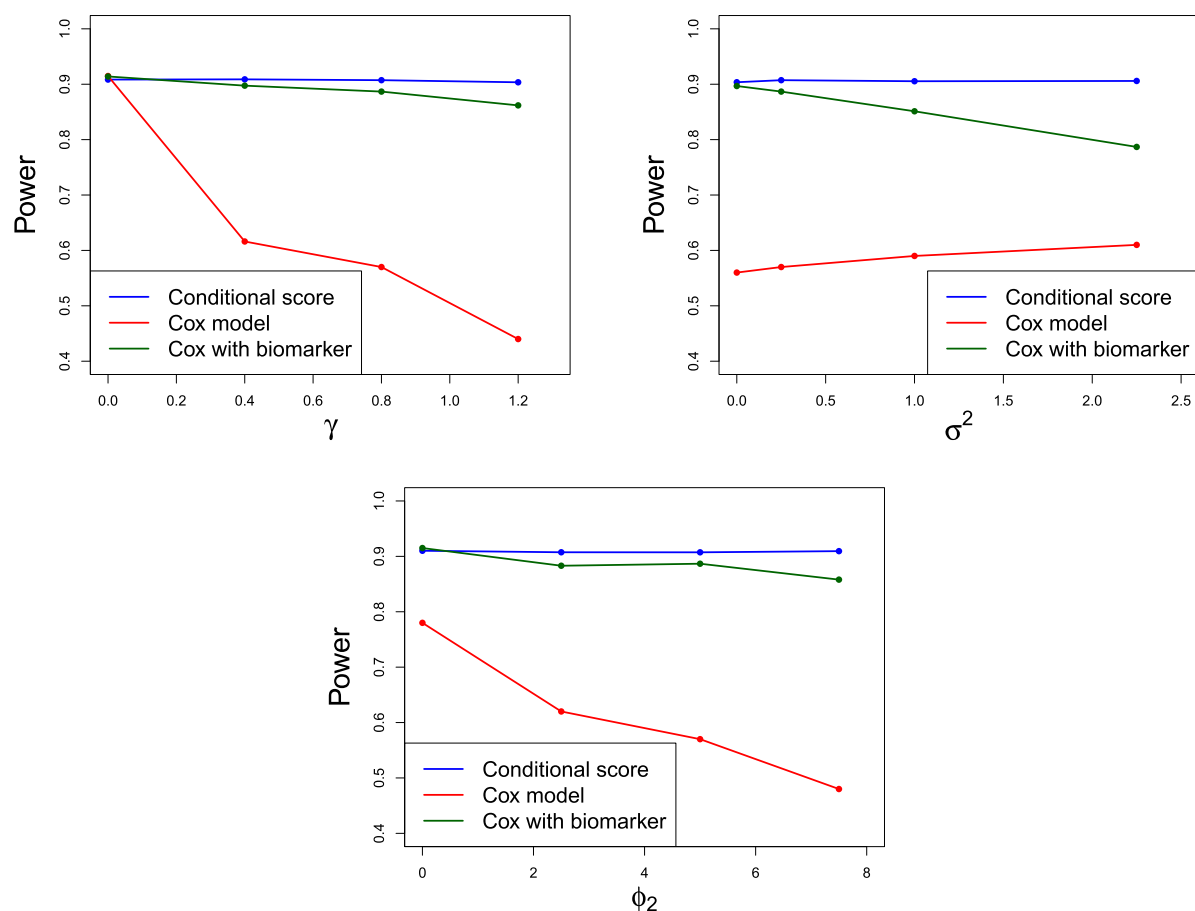 Power
1.0
0.9
0.8
0.7
0.6
0.5
0.4
Conditional score
Cox model
Cox with biomarker
0.0 0.2 0.4 0.6 0.8 1.0 1.2
γ
Power
1.0
0.9
0.8
0.7
0.6
0.5
0.4
Conditional score
Cox model
Cox with biomarker
0.0 0.5 1.0 1.5 2.0 2.5
σ²
Power
1.0
0.9
0.8
0.7
0.6
0.5
0.4
Conditional score
Cox model
Cox with biomarker
0 2 4 6 8
ϕ₂